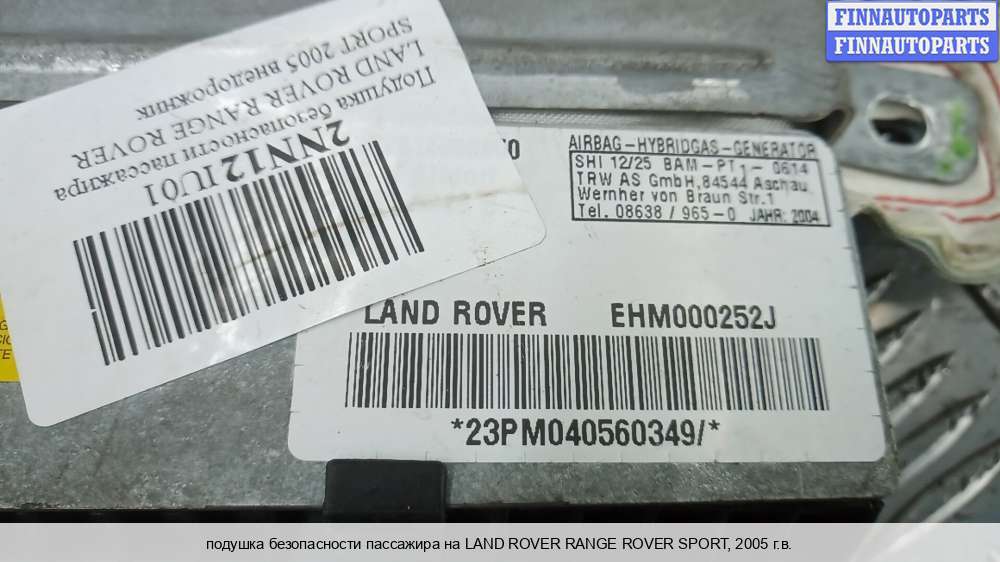 FINNAUTOPARTS
FINNAUTOPARTS
Подушка безопасности пассажира
LAND ROVER RANGE ROVER
SPORT 2005 внедорожник
2NN12IU01
AIRBAG-HYBRIDGAS-GENERATOR
SHI 12/25 BAM-PT1-0614
TRW AS GmbH, 84544 Aschau
Wernher von Braun Str.1
Tel. 08638 / 965-0 JAHR: 2004
LAND ROVER EHM000252J
*23PM040560349/*
подушка безопасности пассажира на LAND ROVER RANGE ROVER SPORT, 2005 г.в.